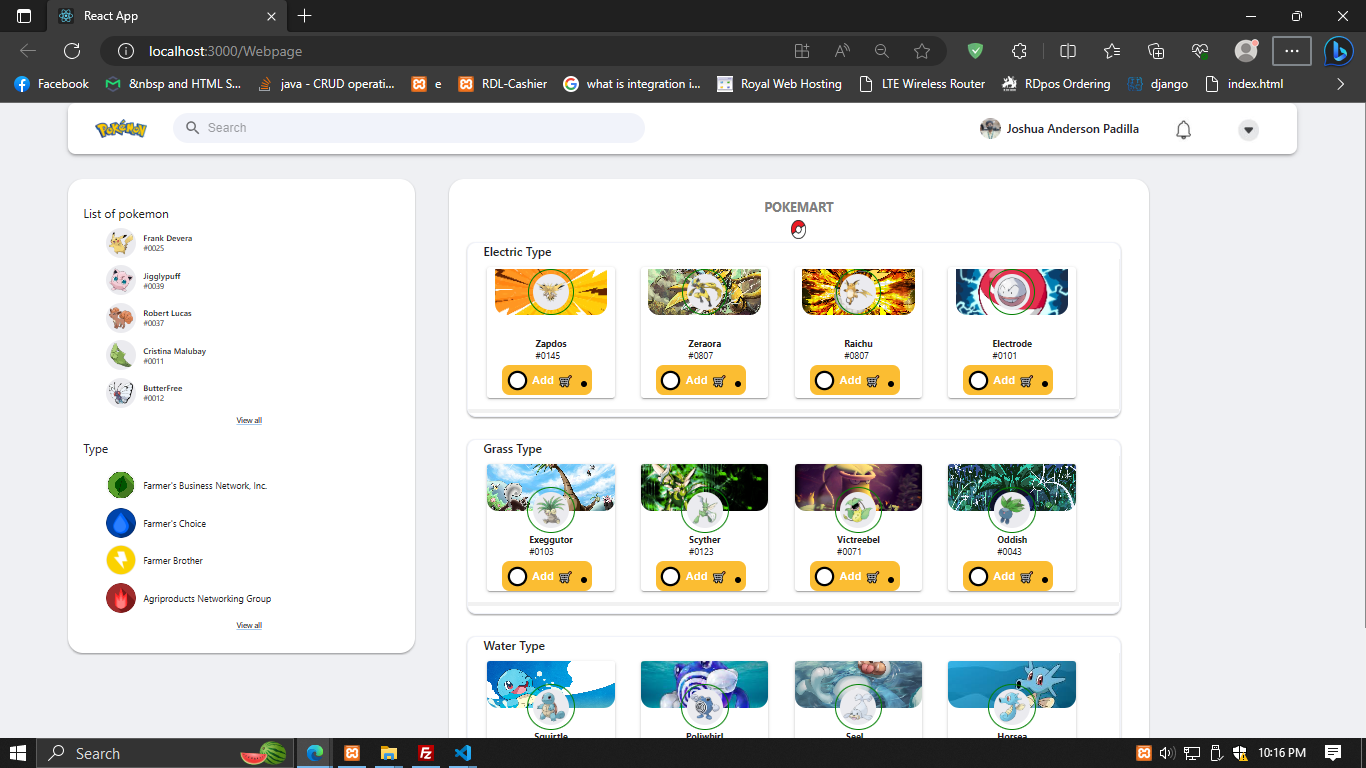 React App
localhost:3000/Webpage
Facebook
&nbsp and HTML S...
java - CRUD operati...
e
RDL-Cashier
what is integration i...
Royal Web Hosting
LTE Wireless Router
RDpos Ordering
django
index.html
POKéMON
Search
Joshua Anderson Padilla
List of pokemon
Frank Devera
#0025
Jigglypuff
#0039
Robert Lucas
#0037
Cristina Malubay
#0011
ButterFree
#0012
View all
Type
Farmer's Business Network, Inc.
Farmer's Choice
Farmer Brother
Agriproducts Networking Group
View all
POKEMART
Electric Type
Zapdos
#0145
Add
Zeraora
#0807
Add
Raichu
#0807
Add
Electrode
#0101
Add
Grass Type
Exeggutor
#0103
Add
Scyther
#0123
Add
Victreebel
#0071
Add
Oddish
#0043
Add
Water Type
Squirtle
Poliwhirl
Seel
Horsea
Search
10:16 PM